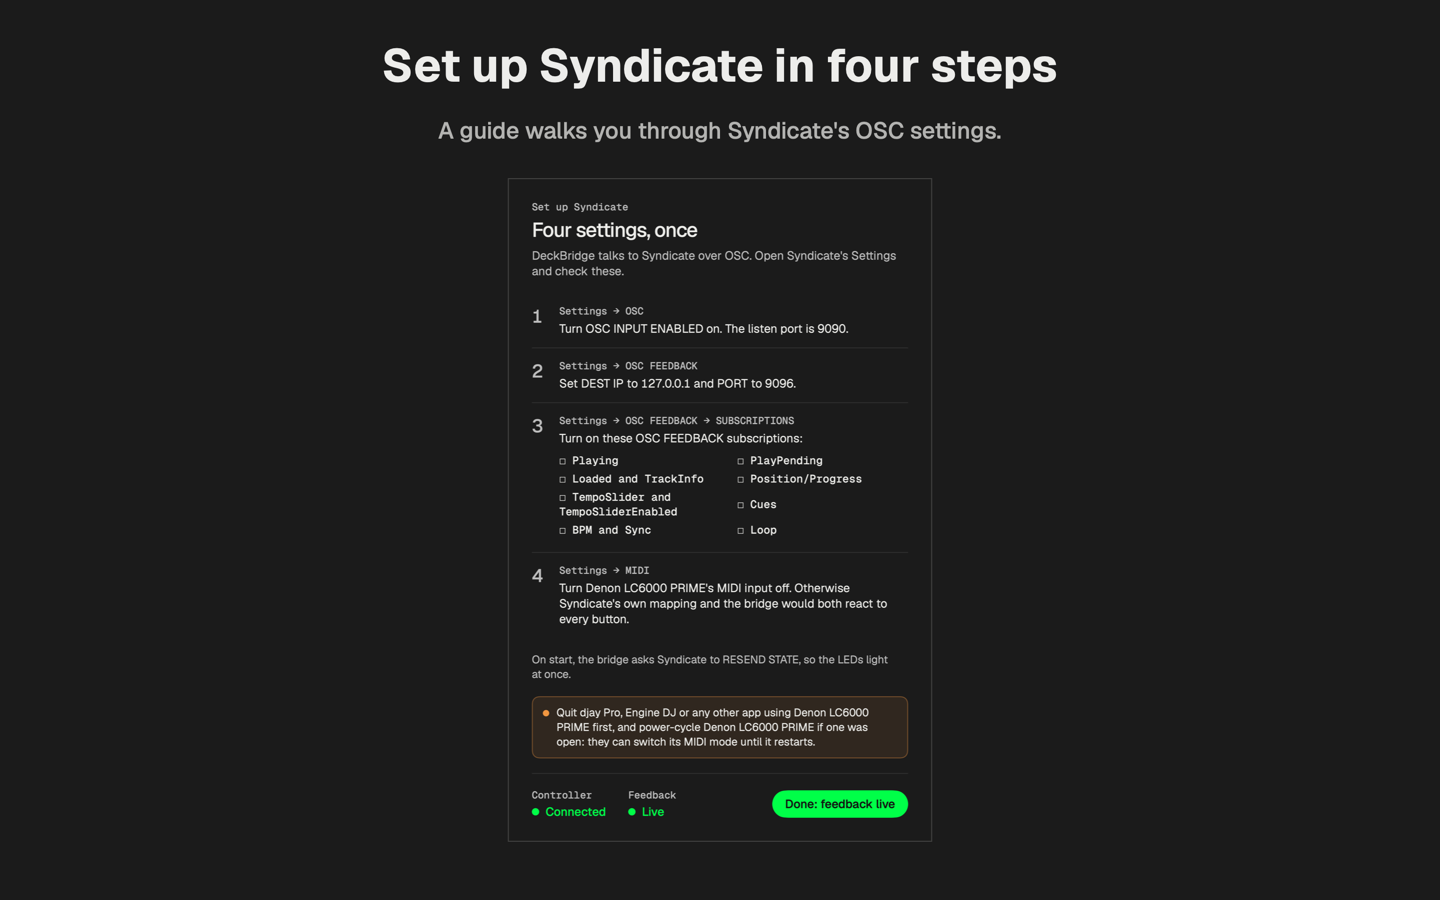 Set up Syndicate in four steps
A guide walks you through Syndicate's OSC settings.
Set up Syndicate
Four settings, once
DeckBridge talks to Syndicate over OSC. Open Syndicate's Settings
and check these.
1
Settings → OSC
Turn OSC INPUT ENABLED on. The listen port is 9090.
2
Settings → OSC FEEDBACK
Set DEST IP to 127.0.0.1 and PORT to 9096.
3
Settings → OSC FEEDBACK → SUBSCRIPTIONS
Turn on these OSC FEEDBACK subscriptions:
□ Playing
□ PlayPending
□ Loaded and TrackInfo
□ Position/Progress
□ TempoSlider and
TempoSliderEnabled
□ Cues
□ BPM and Sync
□ Loop
4
Settings → MIDI
Turn Denon LC6000 PRIME's MIDI input off. Otherwise
Syndicate's own mapping and the bridge would both react to
every button.
On start, the bridge asks Syndicate to RESEND STATE, so the LEDs light
at once.
Quit djay Pro, Engine DJ or any other app using Denon LC6000
PRIME first, and power-cycle Denon LC6000 PRIME if one was
open: they can switch its MIDI mode until it restarts.
Controller
Connected
Feedback
Live
Done: feedback live